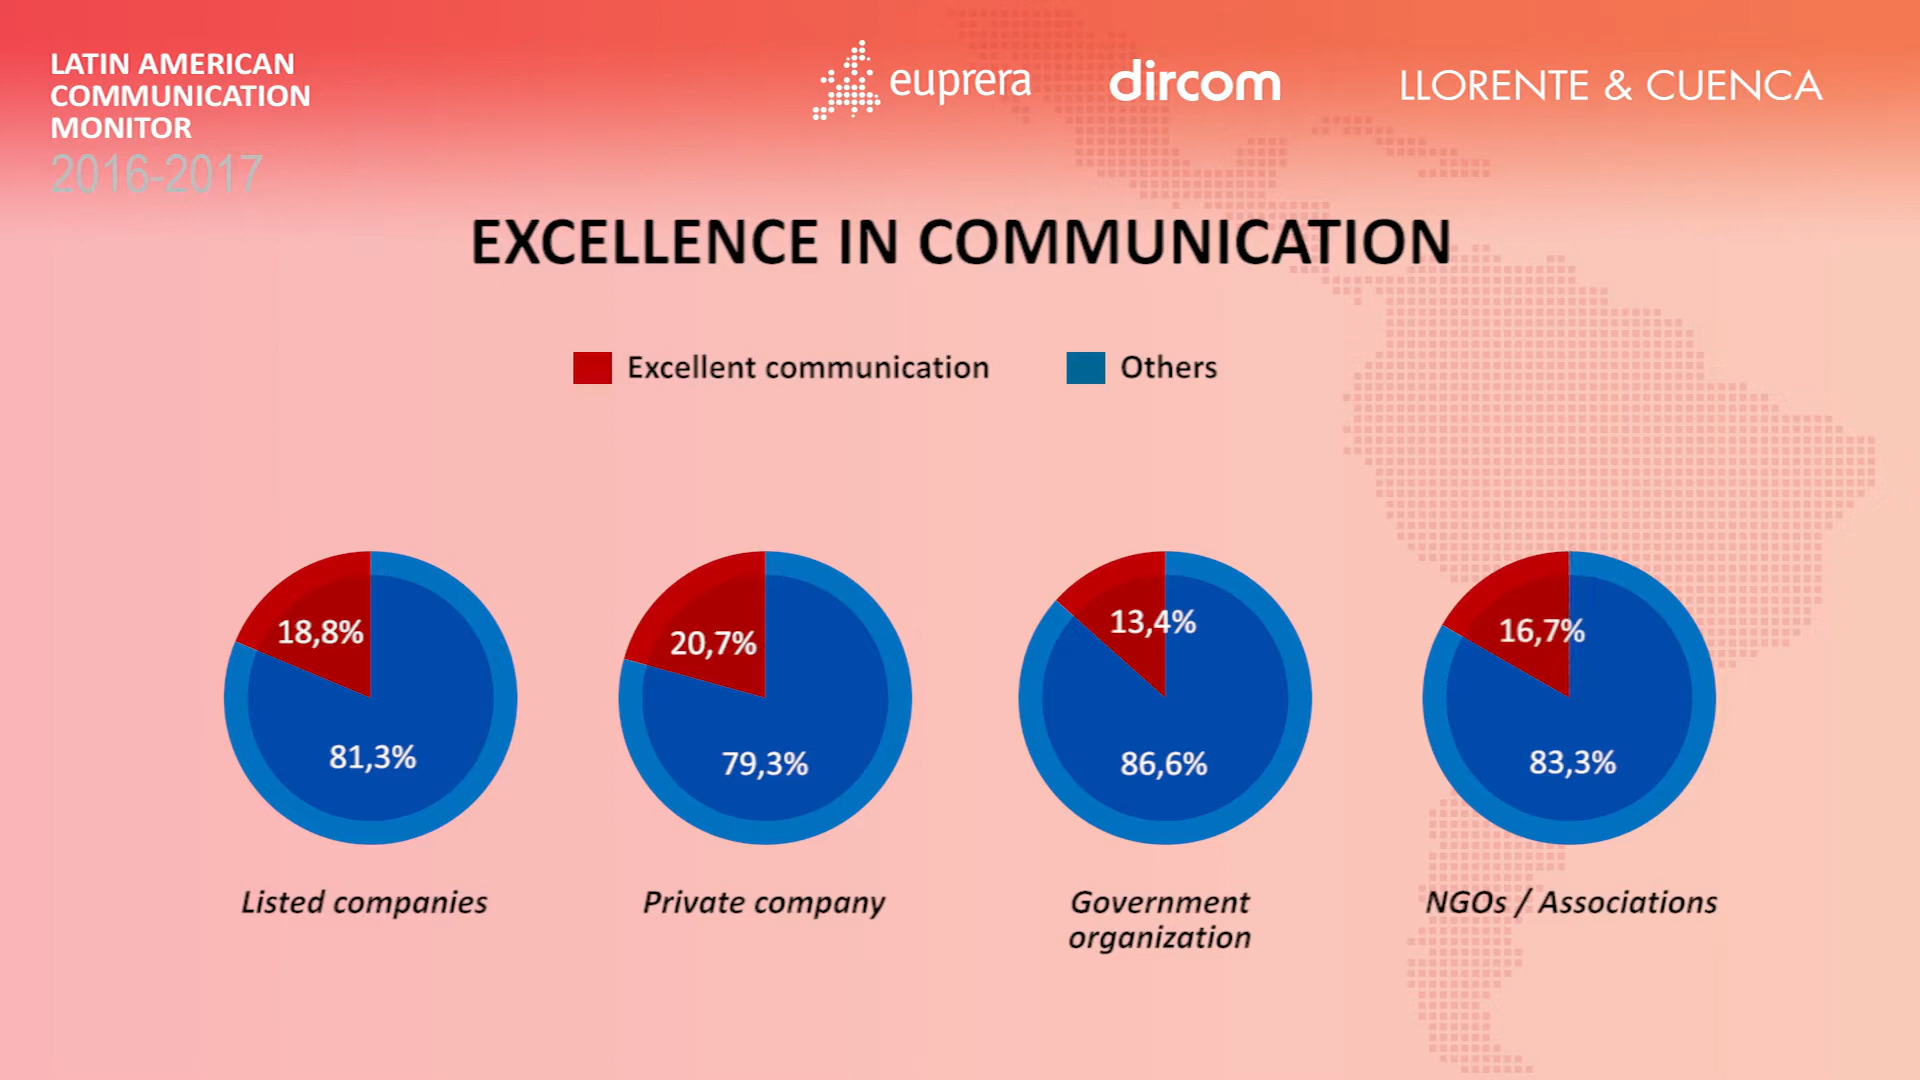 LATIN AMERICAN
COMMUNICATION
MONITOR
2016-2017
euprera
dircom
LLORENTE & CUENCA
EXCELLENCE IN COMMUNICATION
Excellent communication
Others
18,8%
81,3%
20,7%
79,3%
13,4%
86,6%
16,7%
83,3%
Listed companies
Private company
Government
organization
NGOs / Associations